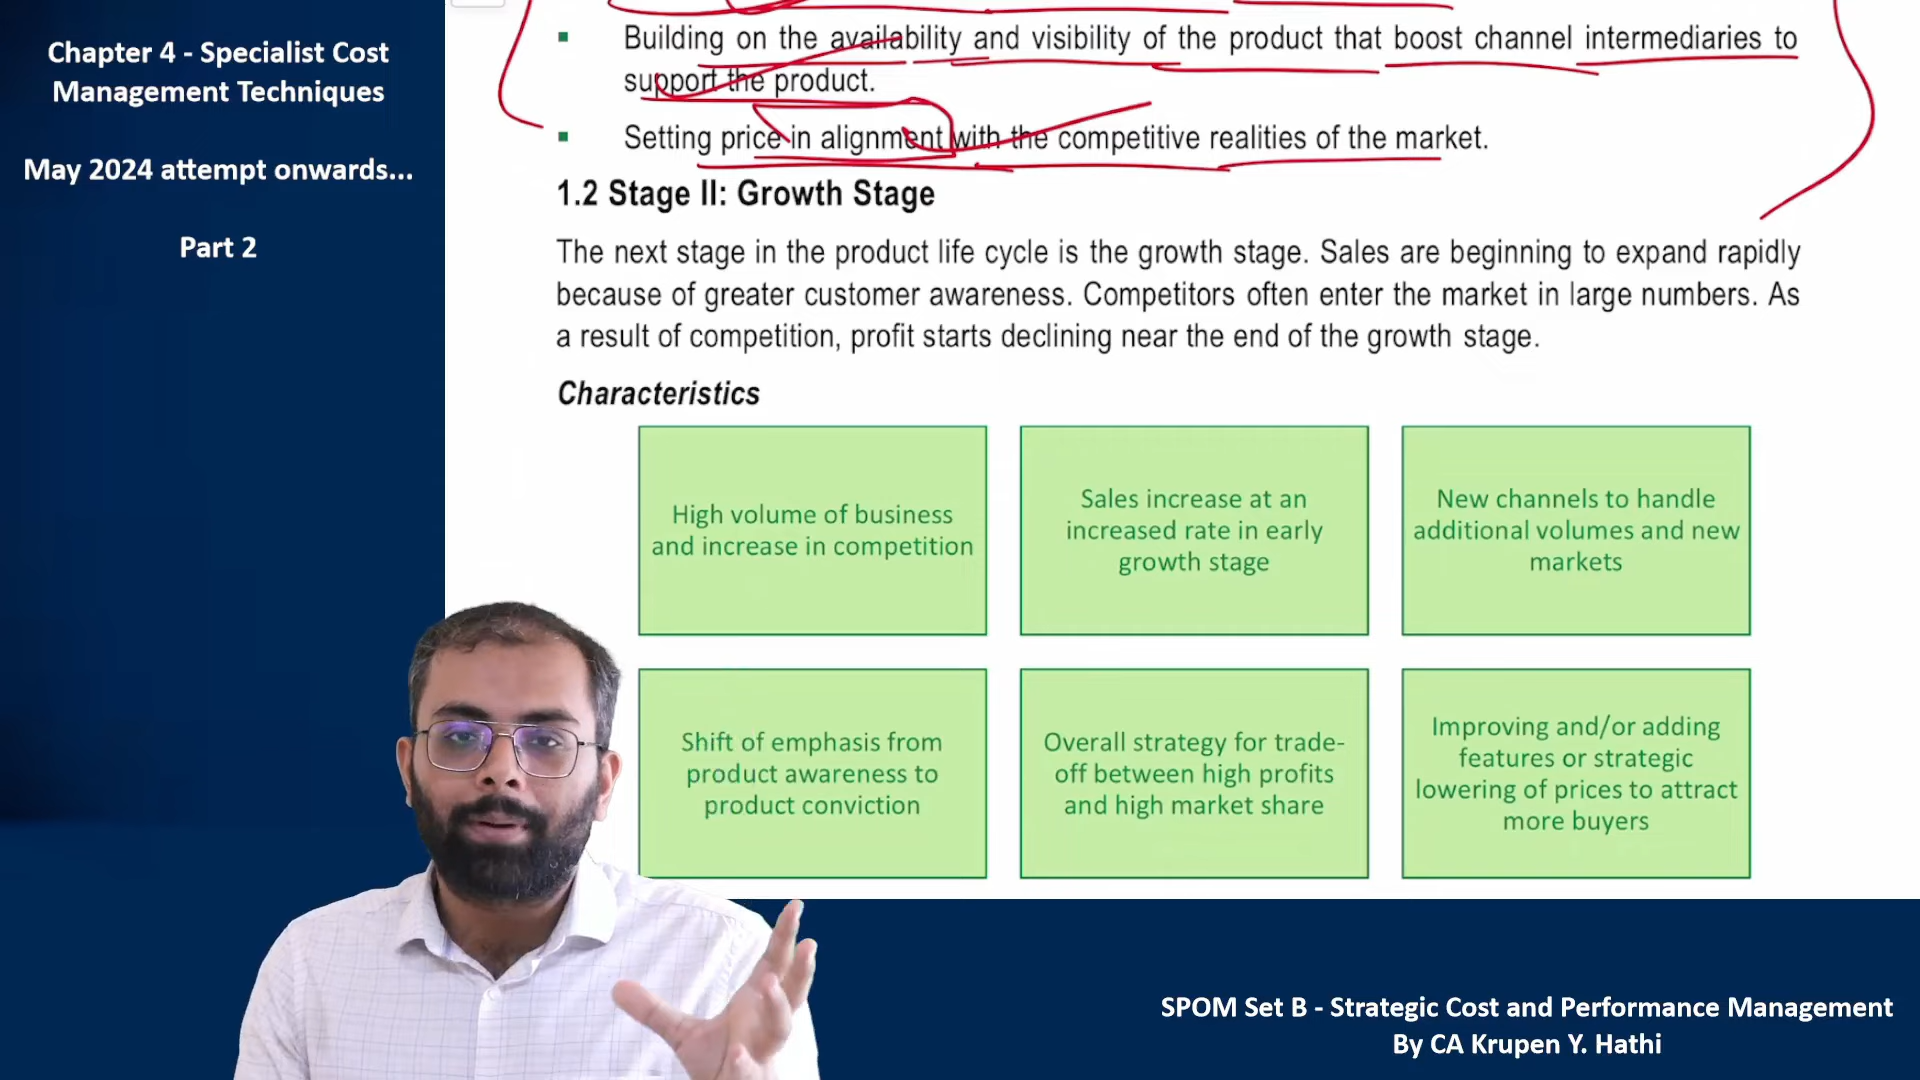 Chapter 4 - Specialist Cost
Management Techniques
May 2024 attempt onwards...
Part 2
Building on the availability and visibility of the product that boost channel intermediaries to
support the product.
Setting price in alignment with the competitive realities of the market.
1.2 Stage II: Growth Stage
The next stage in the product life cycle is the growth stage. Sales are beginning to expand rapidly
because of greater customer awareness. Competitors often enter the market in large numbers. As
a result of competition, profit starts declining near the end of the growth stage.
Characteristics
High volume of business
and increase in competition
Sales increase at an
increased rate in early
growth stage
New channels to handle
additional volumes and new
markets
Shift of emphasis from
product awareness to
product conviction
Overall strategy for trade-
off between high profits
and high market share
Improving and/or adding
features or strategic
lowering of prices to attract
more buyers
SPOM Set B - Strategic Cost and Performance Management
By CA Krupen Y. Hathi